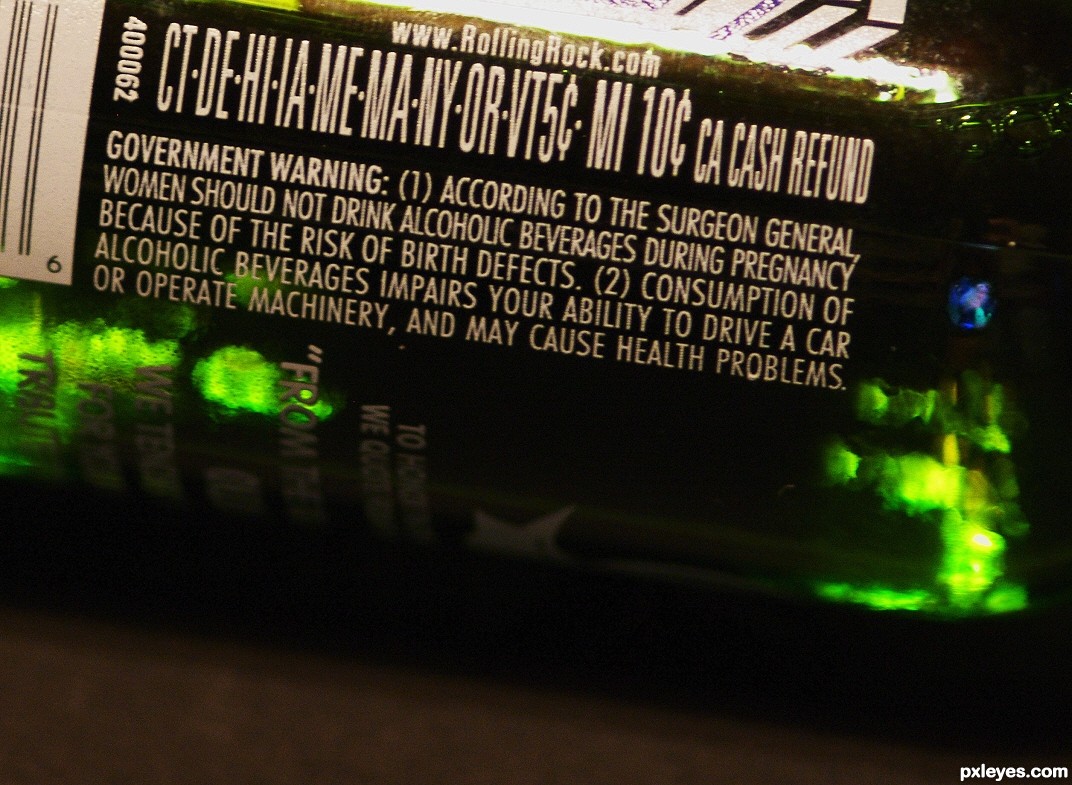 www.RollingRock.com
400062
CT·DE·HI·IA·ME·MA·NY·OR·VT5¢· MI 10¢ CA CASH REFUND
GOVERNMENT WARNING: (1) ACCORDING TO THE SURGEON GENERAL,
WOMEN SHOULD NOT DRINK ALCOHOLIC BEVERAGES DURING PREGNANCY
BECAUSE OF THE RISK OF BIRTH DEFECTS. (2) CONSUMPTION OF
ALCOHOLIC BEVERAGES IMPAIRS YOUR ABILITY TO DRIVE A CAR
OR OPERATE MACHINERY, AND MAY CAUSE HEALTH PROBLEMS.
6
TO
WE
"FROM
WE
pxleyes.com